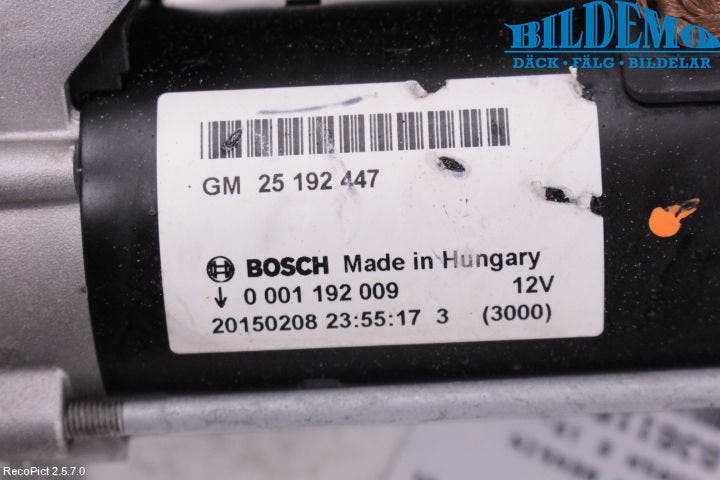 BILDEMO
DÄCK · FÄLG · BILDELAR
GM 25 192 447
BOSCH Made in Hungary
↓ 0 001 192 009 12V
20150208 23:55:17 3 (3000)
RecoPict 2.5.7.0